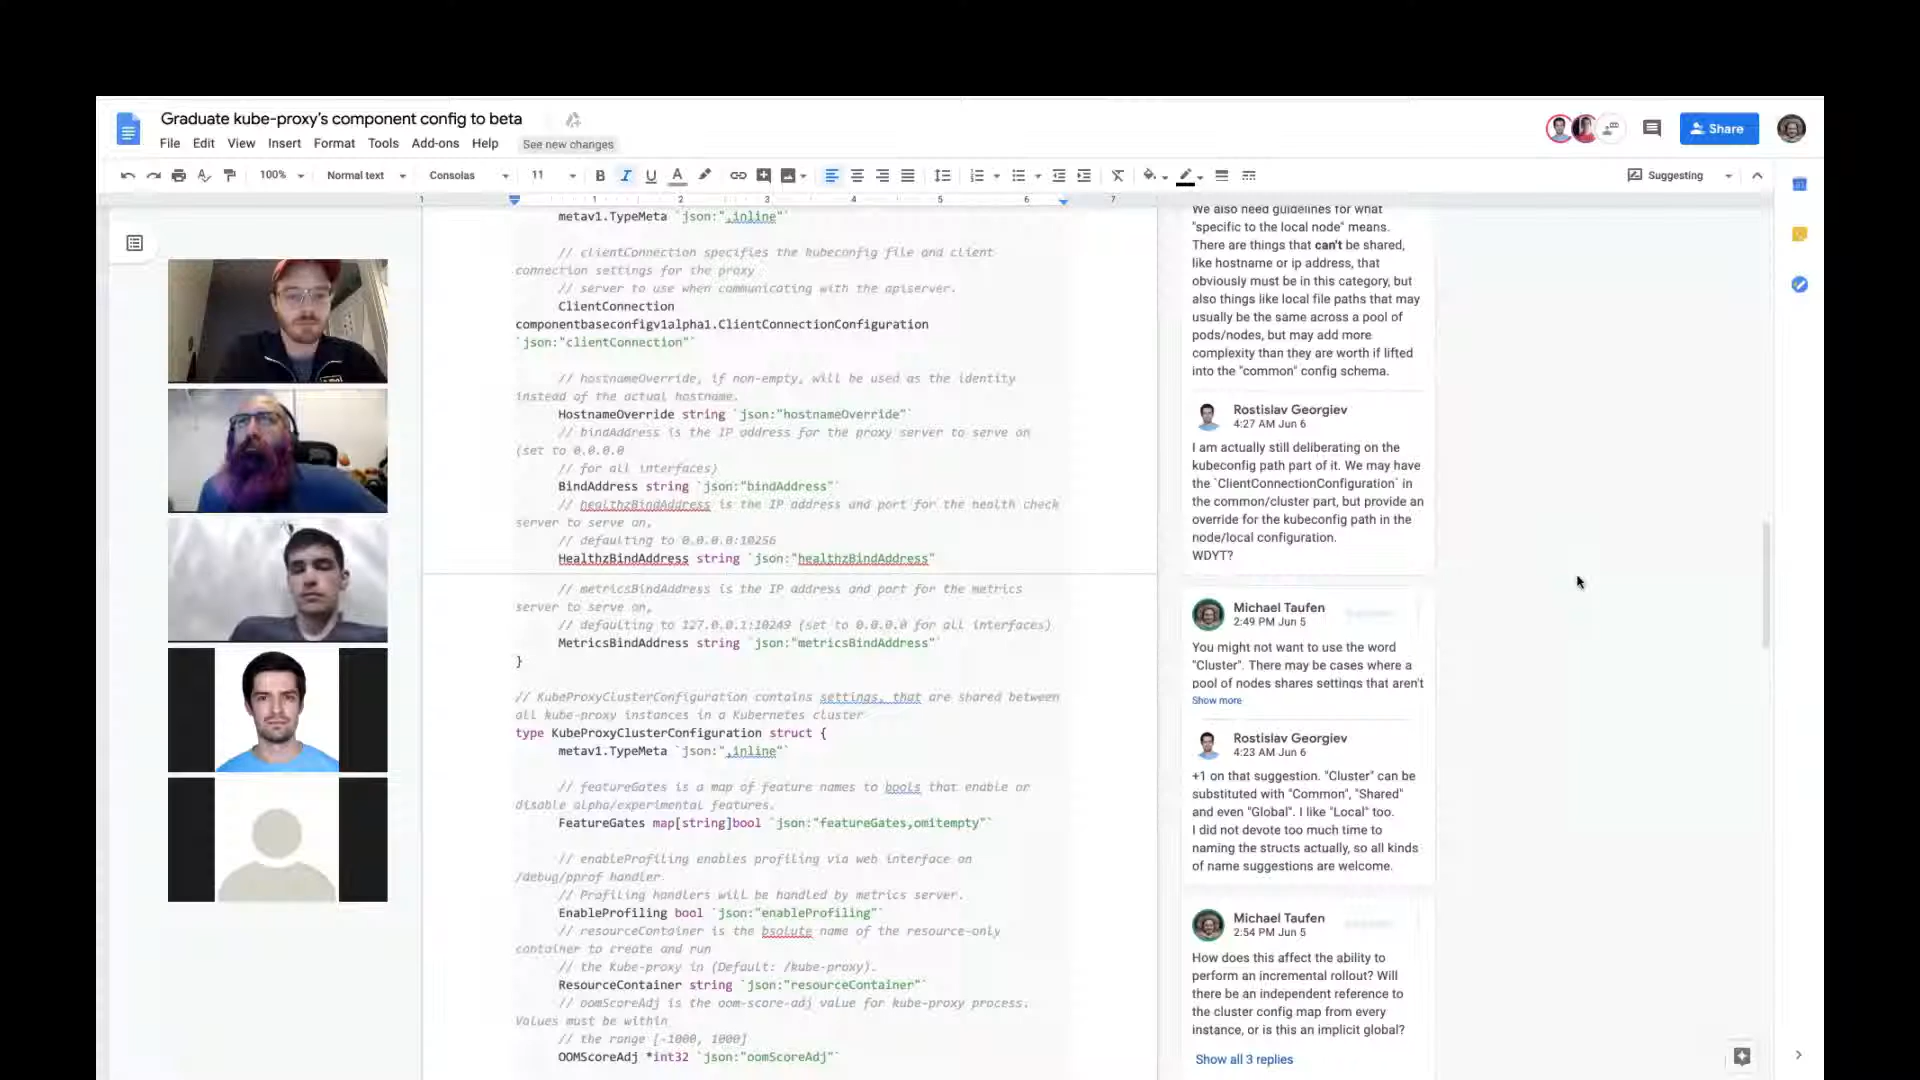 Graduate kube-proxy's component config to beta
File Edit View Insert Format Tools Add-ons Help See new changes
Share
100% Normal text Consolas 11 B I U A Suggesting
1 1 2 3 4 5 6 7
metav1.TypeMeta `json:",inline"`
// clientConnection specifies the kubeconfig file and client
connection settings for the proxy
// server to use when communicating with the apiserver.
ClientConnection
componentbaseconfigv1alpha1.ClientConnectionConfiguration
`json:"clientConnection"`
// hostnameOverride, if non-empty, will be used as the identity
instead of the actual hostname.
HostnameOverride string `json:"hostnameOverride"`
// bindAddress is the IP address for the proxy server to serve on
(set to 0.0.0.0
// for all interfaces)
BindAddress string `json:"bindAddress"`
// healthzBindAddress is the IP address and port for the health check
server to serve on,
// defaulting to 0.0.0.0:10256
HealthzBindAddress string `json:"healthzBindAddress"
// metricsBindAddress is the IP address and port for the metrics
server to serve on,
// defaulting to 127.0.0.1:10249 (set to 0.0.0.0 for all interfaces)
MetricsBindAddress string `json:"metricsBindAddress"`
}
// KubeProxyClusterConfiguration contains settings, that are shared between
all kube-proxy instances in a Kubernetes cluster
type KubeProxyClusterConfiguration struct {
metav1.TypeMeta `json:",inline"`
// featureGates is a map of feature names to bools that enable or
disable alpha/experimental features.
FeatureGates map[string]bool `json:"featureGates,omitempty"`
// enableProfiling enables profiling via web interface on
/debug/pprof handler.
// Profiling handlers will be handled by metrics server.
EnableProfiling bool `json:"enableProfiling"`
// resourceContainer is the bsolute name of the resource-only
container to create and run
// the Kube-proxy in (Default: /kube-proxy).
ResourceContainer string `json:"resourceContainer"`
// oomScoreAdj is the oom-score-adj value for kube-proxy process.
Values must be within
// the range [-1000, 1000]
OOMScoreAdj *int32 `json:"oomScoreAdj"`
We also need guidelines for what
"specific to the local node" means.
There are things that can't be shared,
like hostname or ip address, that
obviously must be in this category, but
also things like local file paths that may
usually be the same across a pool of
pods/nodes, but may add more
complexity than they are worth if lifted
into the "common" config schema.
Rostislav Georgiev
4:27 AM Jun 6
I am actually still deliberating on the
kubeconfig path part of it. We may have
the `ClientConnectionConfiguration` in
the common/cluster part, but provide an
override for the kubeconfig path in the
node/local configuration.
WDYT?
Michael Taufen
2:49 PM Jun 5
You might not want to use the word
"Cluster". There may be cases where a
pool of nodes shares settings that aren't
Show more
Rostislav Georgiev
4:23 AM Jun 6
+1 on that suggestion. "Cluster" can be
substituted with "Common", "Shared"
and even "Global". I like "Local" too.
I did not devote too much time to
naming the structs actually, so all kinds
of name suggestions are welcome.
Michael Taufen
2:54 PM Jun 5
How does this affect the ability to
perform an incremental rollout? Will
there be an independent reference to
the cluster config map from every
instance, or is this an implicit global?
Show all 3 replies